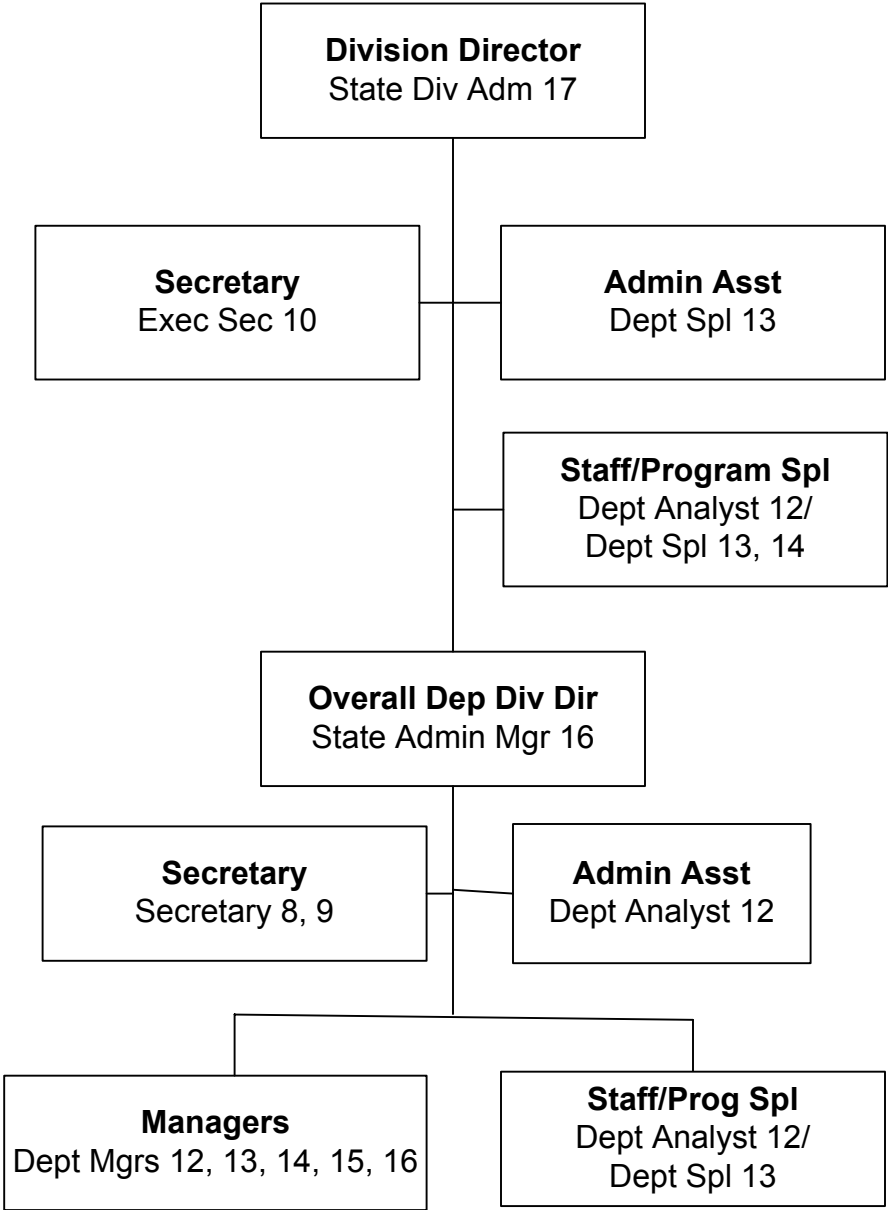 Division Director
State Div Adm 17
Secretary
Exec Sec 10
Admin Asst
Dept Spl 13
Staff/Program Spl
Dept Analyst 12/
Dept Spl 13, 14
Overall Dep Div Dir
State Admin Mgr 16
Secretary
Secretary 8, 9
Admin Asst
Dept Analyst 12
Managers
Dept Mgrs 12, 13, 14, 15, 16
Staff/Prog Spl
Dept Analyst 12/
Dept Spl 13